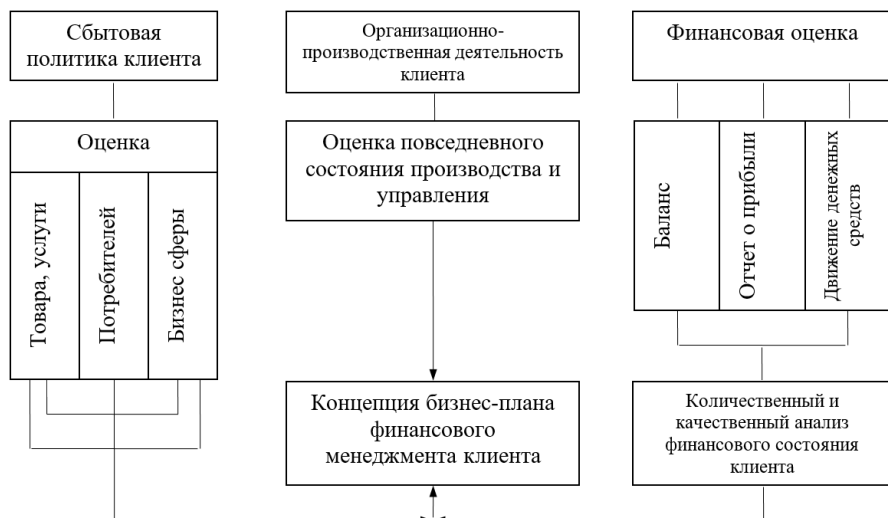 Сбытовая
политика клиента
Организационно-
производственная деятельность
клиента
Финансовая оценка
Оценка
Товара, услуги
Потребителей
Бизнес сферы
Оценка повседневного
состояния производства и
управления
Баланс
Отчет о прибыли
Движение денежных
средств
Концепция бизнес-плана
финансового
менеджмента клиента
Количественный и
качественный анализ
финансового состояния
клиента